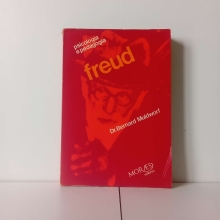 psicologia
e pedagogia
freud
Dr. Bernard Muldworf
MORAES